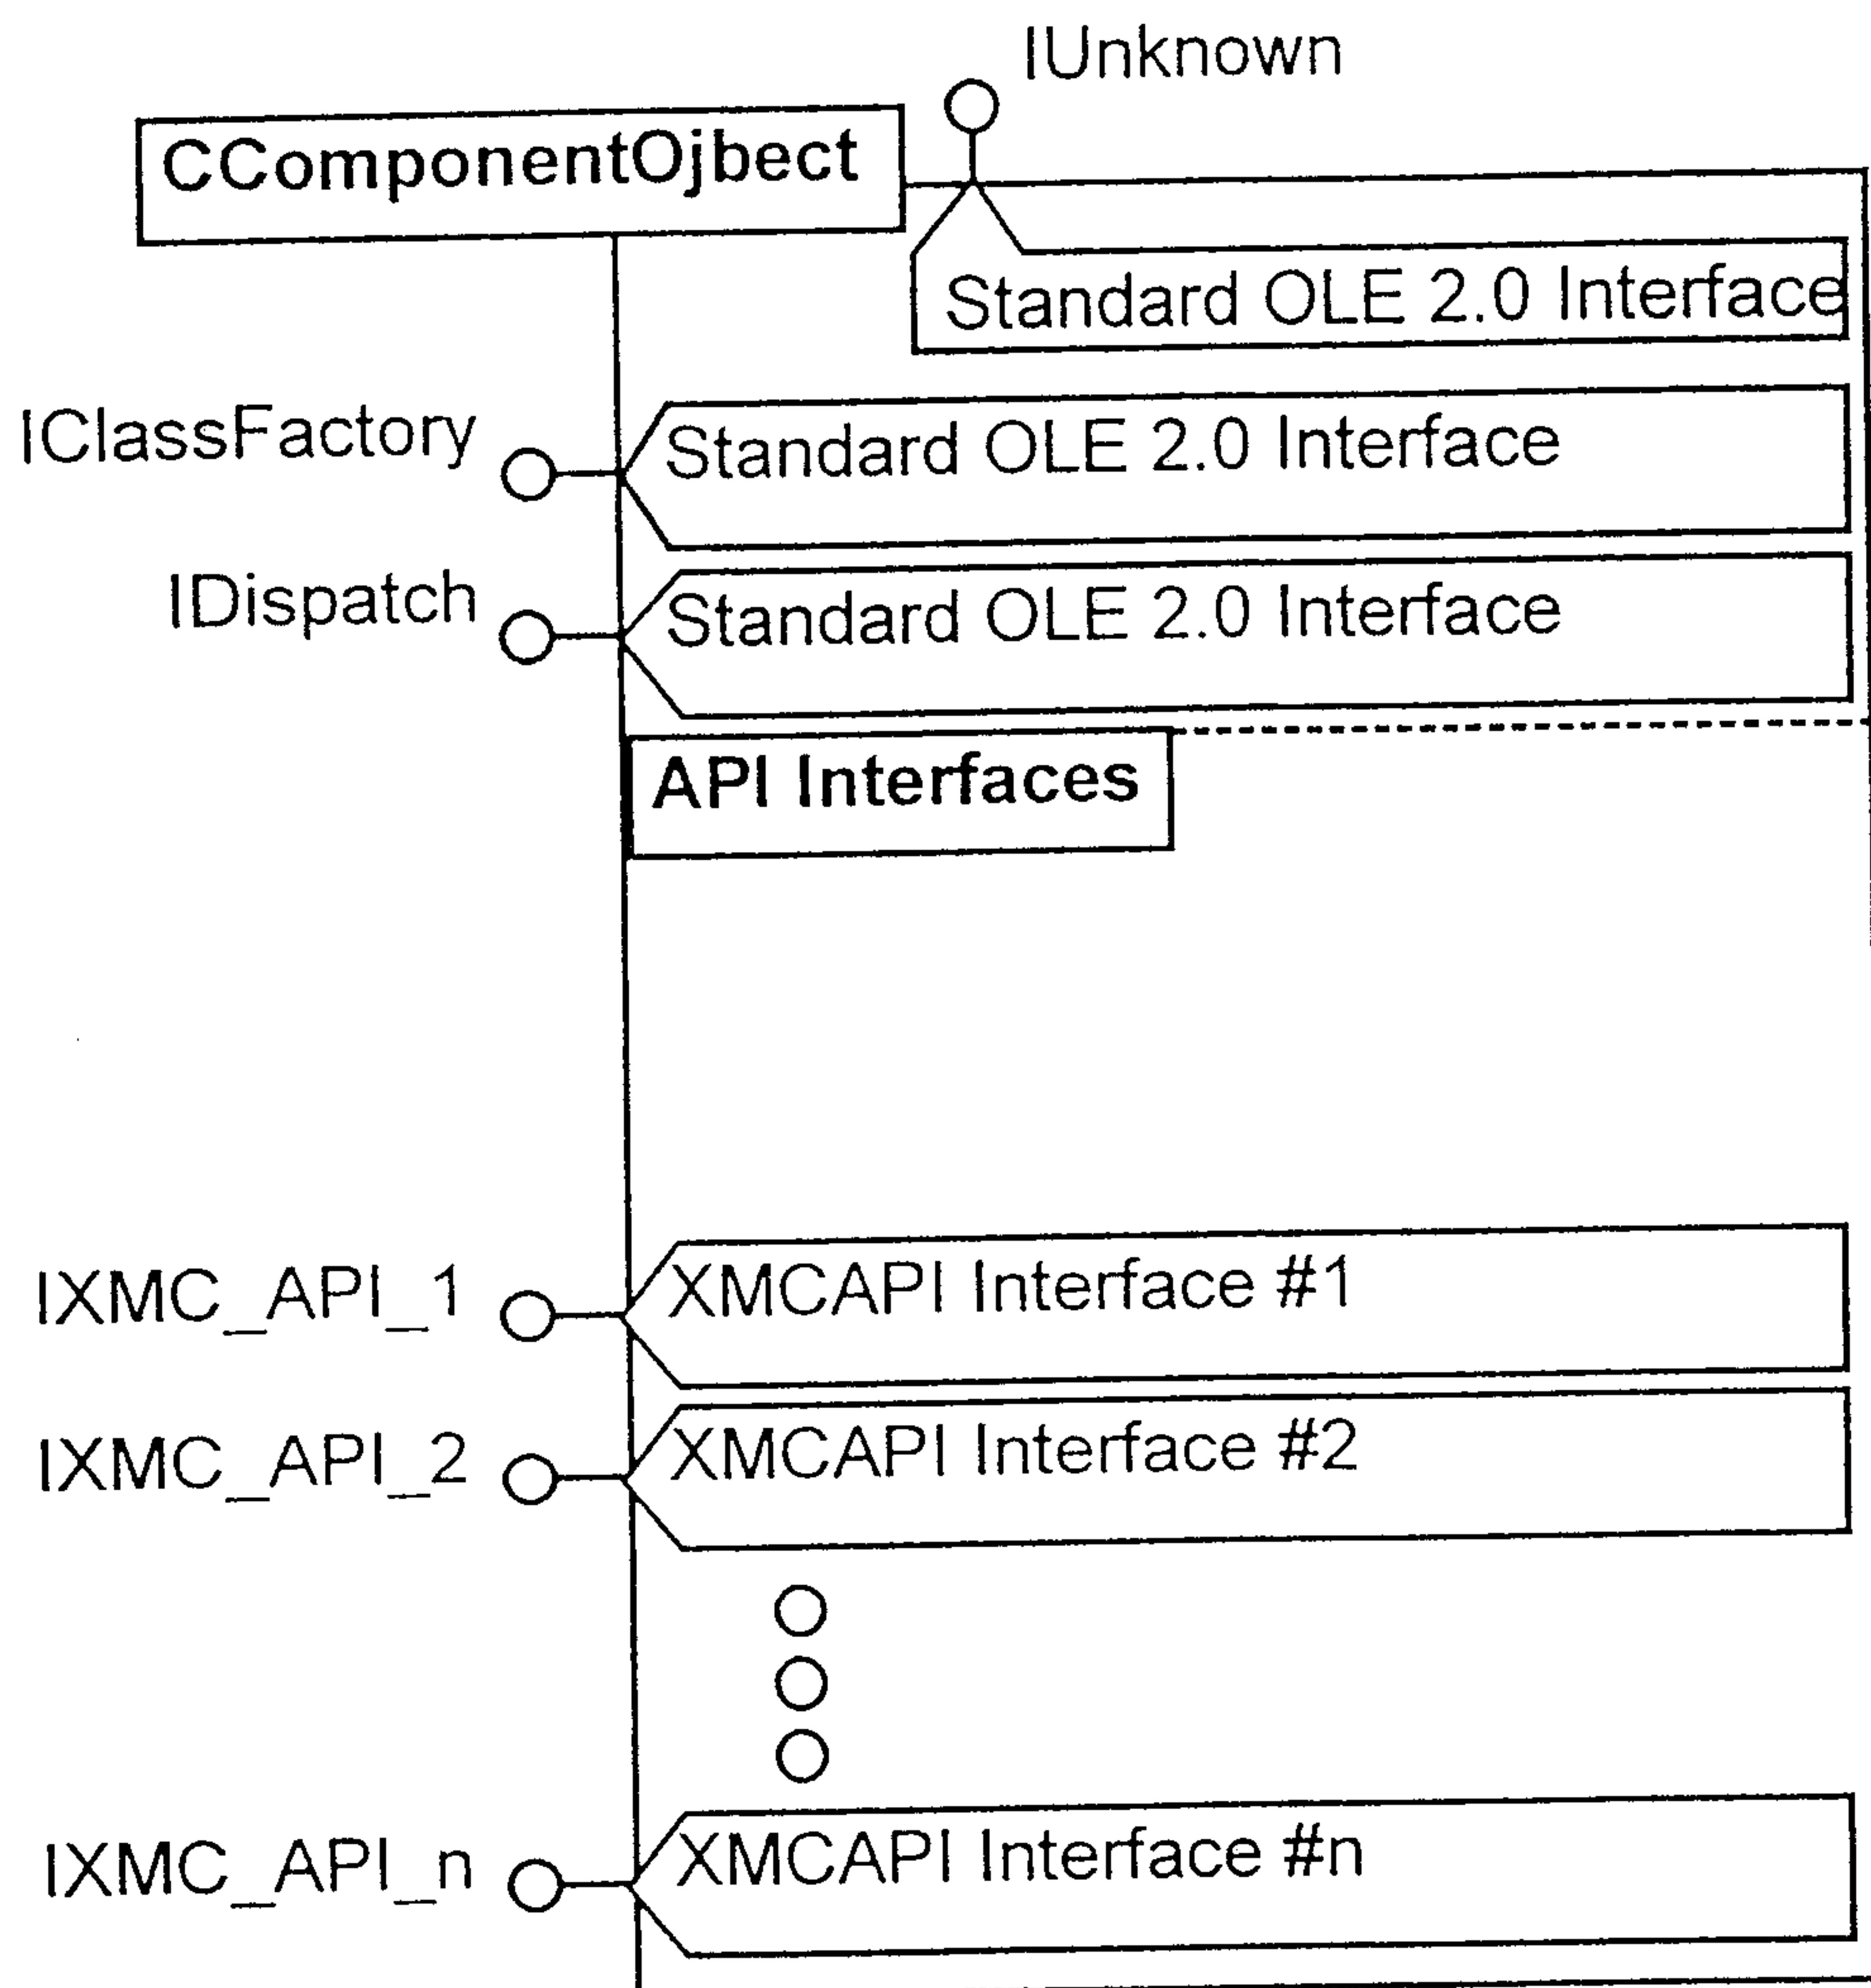 IUnknown
CComponentOjbect
Standard OLE 2.0 Interface
IClassFactory
Standard OLE 2.0 Interface
IDispatch
Standard OLE 2.0 Interface
API Interfaces
IXMC_API_1
XMCAPI Interface #1
IXMC_API_2
XMCAPI Interface #2
IXMC_API_n
XMCAPI Interface #n